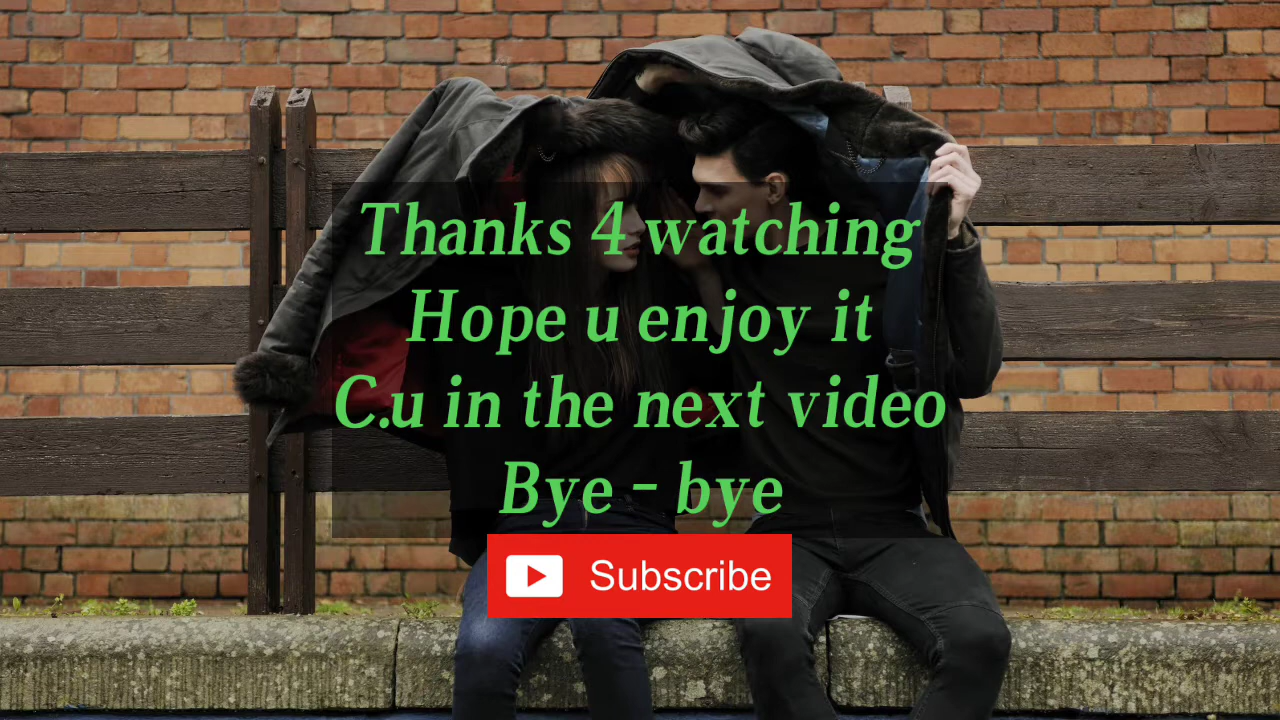 Thanks 4 watching
Hope u enjoy it
C.u in the next video
Bye - bye
Subscribe